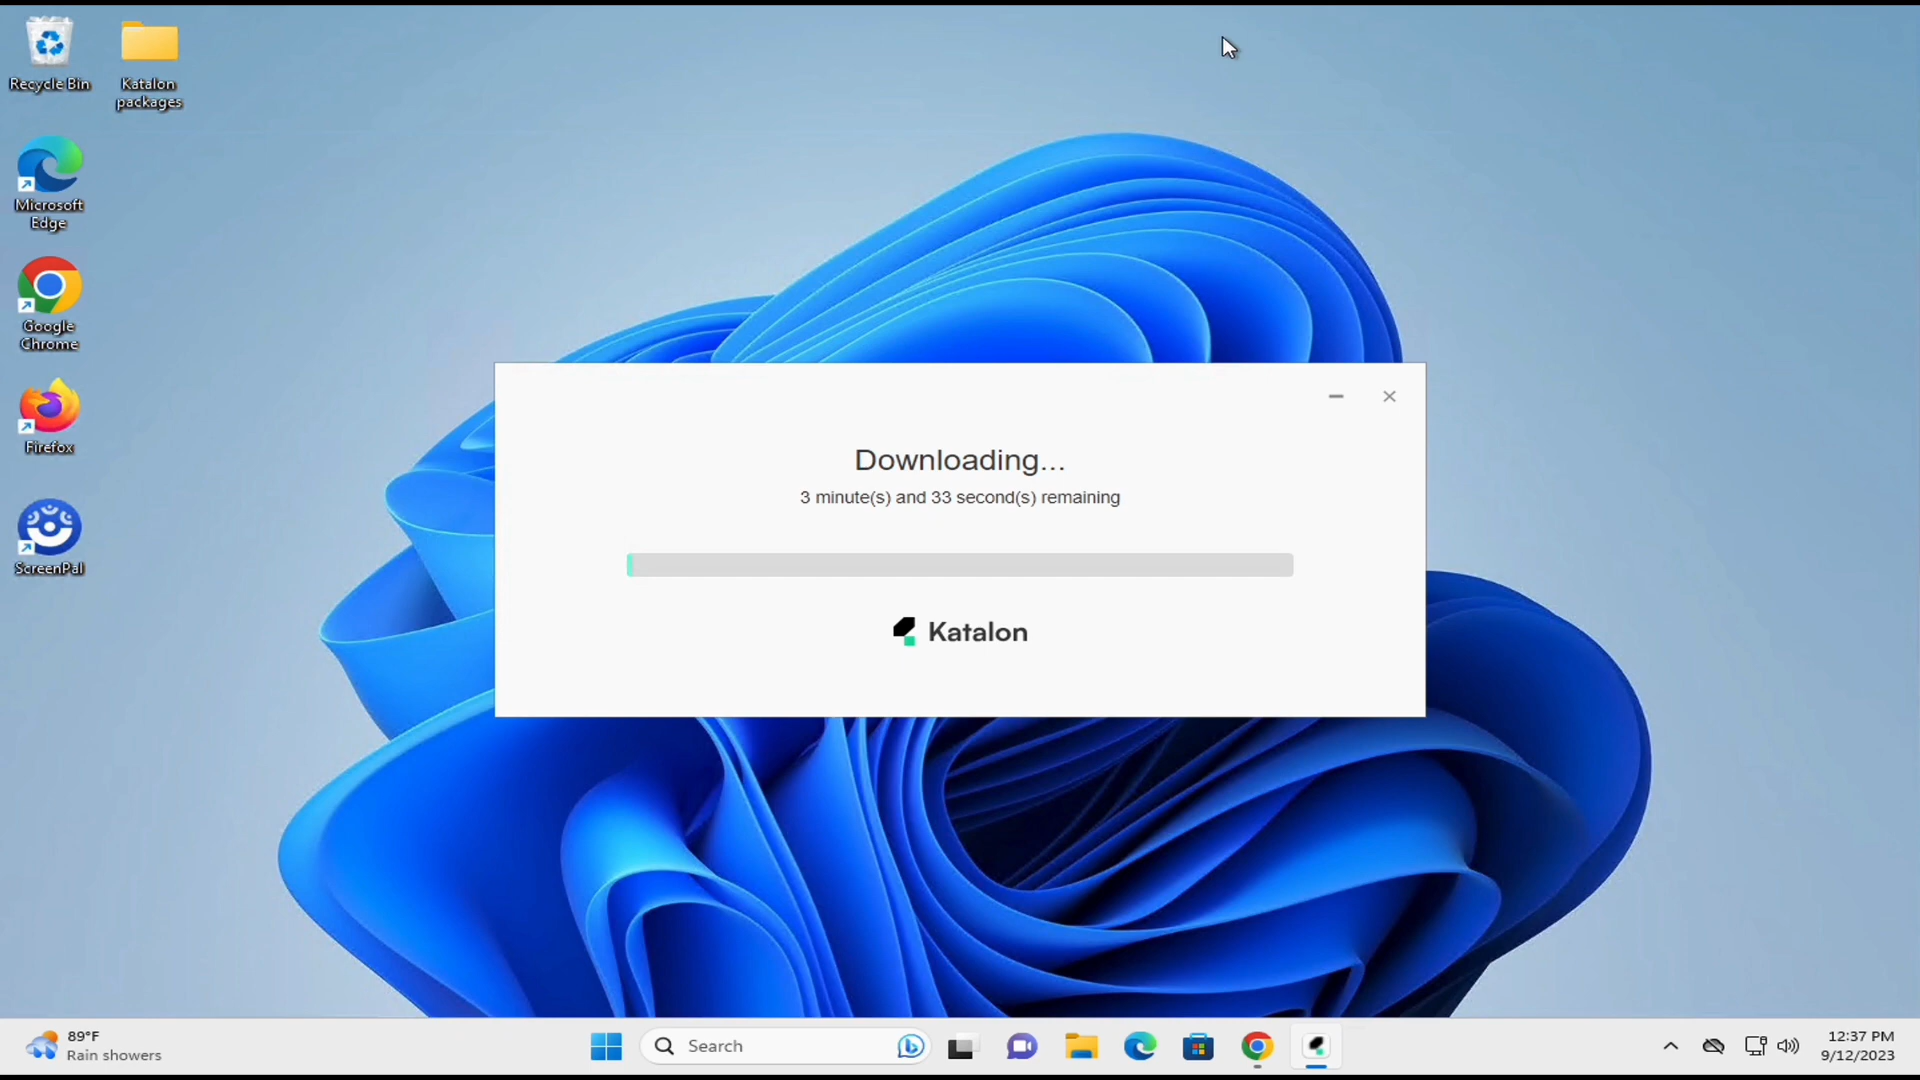 Recycle Bin
Katalon
packages
Microsoft
Edge
Google
Chrome
Firefox
ScreenPal
Downloading...
3 minute(s) and 33 second(s) remaining
Katalon
89°F
Rain showers
Search
12:37 PM
9/12/2023